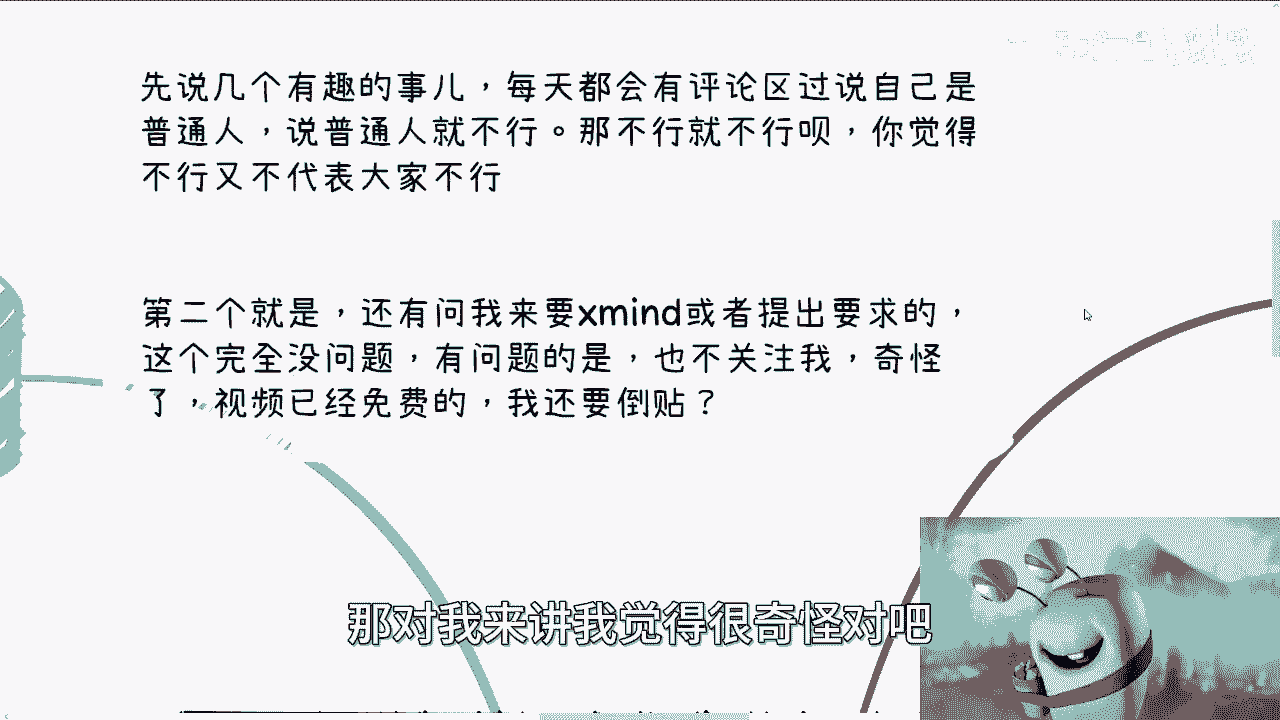 先说几个有趣的事儿，每天都会有评论区过说自己是
普通人，说普通人就不行。那不行就不行呗，你觉得
不行又不代表大家不行
第二个就是，还有问我来要xmind或者提出要求的，
这个完全没问题，有问题的是，也不关注我，奇怪
了，视频已经免费的，我还要倒贴？
那对我来讲我觉得很奇怪对吧